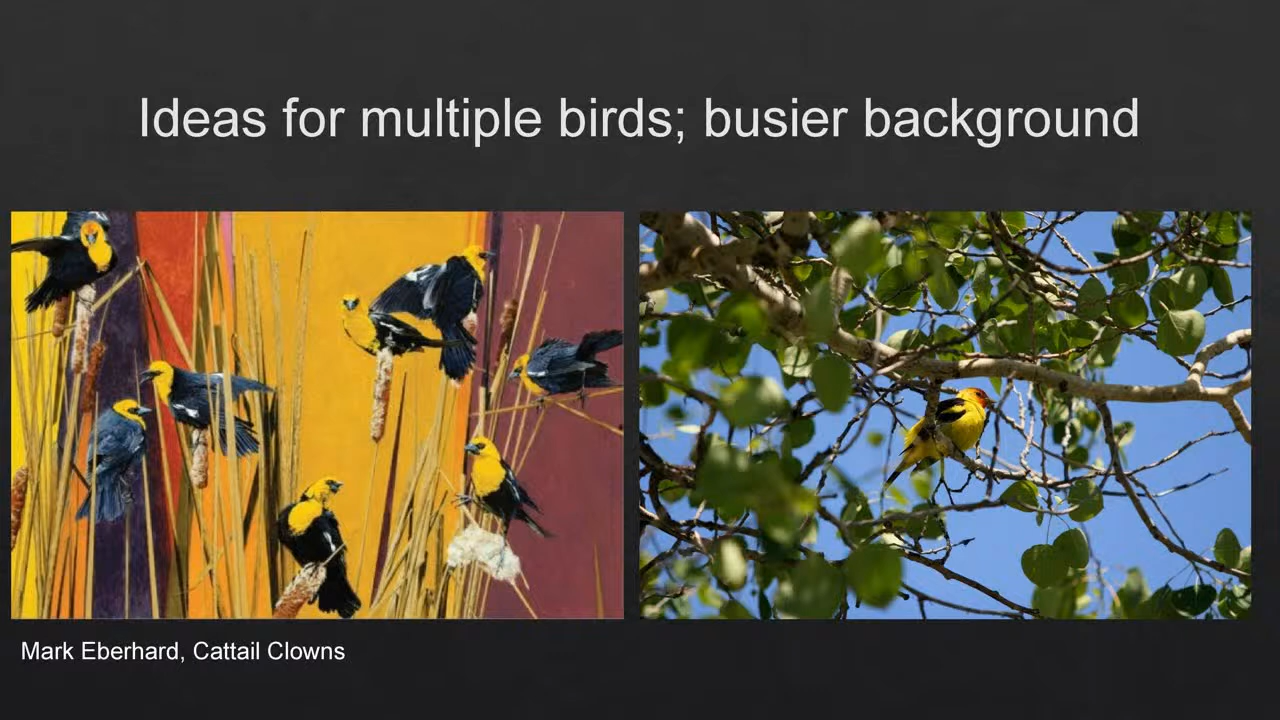 Ideas for multiple birds; busier background
Mark Eberhard, Cattail Clowns